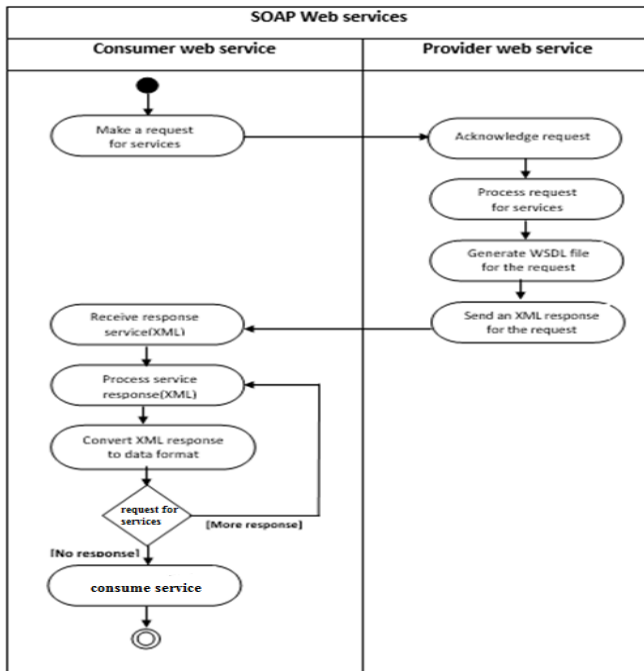 SOAP Web services
Consumer web service
Provider web service
Make a request
for services
Acknowledge request
Process request
for services
Generate WSDL file
for the request
Send an XML response
for the request
Receive response
service(XML)
Process service
response(XML)
Convert XML response
to data format
request for
services
[More response]
[No response]
consume service